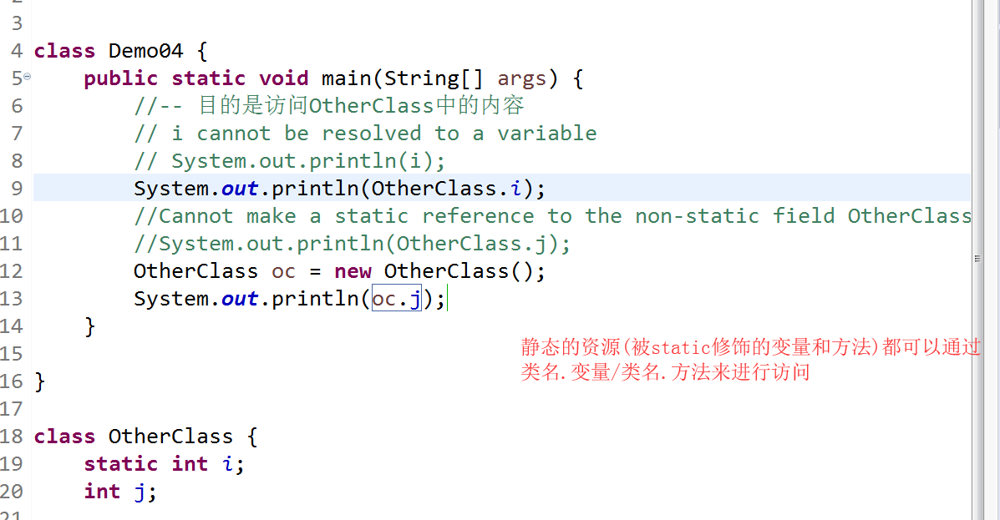 3
4 class Demo04 {
5 public static void main(String[] args) {
6 //-- 目的是访问OtherClass中的内容
7 // i cannot be resolved to a variable
8 // System.out.println(i);
9 System.out.println(OtherClass.i);
10 //Cannot make a static reference to the non-static field OtherClass
11 //System.out.println(OtherClass.j);
12 OtherClass oc = new OtherClass();
13 System.out.println(oc.j);
14 }
静态的资源(被static修饰的变量和方法)都可以通过
15
类名.变量/类名.方法来进行访问
16 }
17
18 class OtherClass {
19 static int i;
20 int j;
21